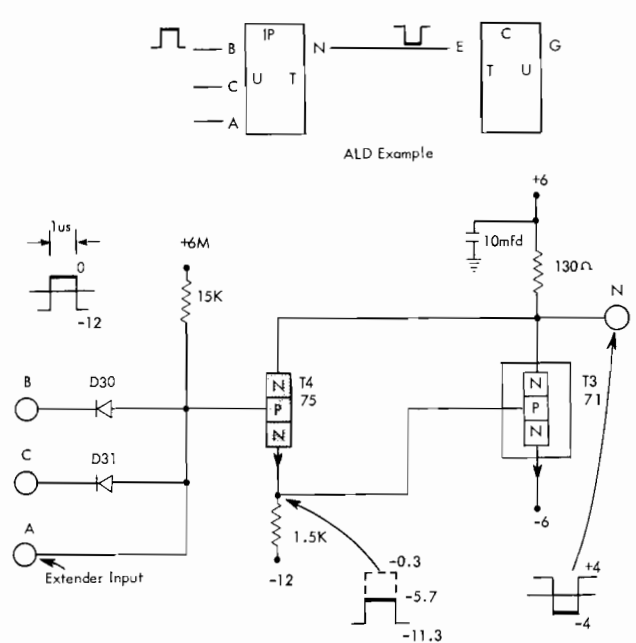 IP
B
N
E
C
G
U T
C
T U
A
ALD Example
+6
1us
10mfd
+6M
130Ω
0
15K
N
-12
B
D30
N
T4
75
P
N
N
T3
71
P
N
C
D31
A
1.5K
-6
Extender Input
-12
-0.3
-5.7
-11.3
+4
-4